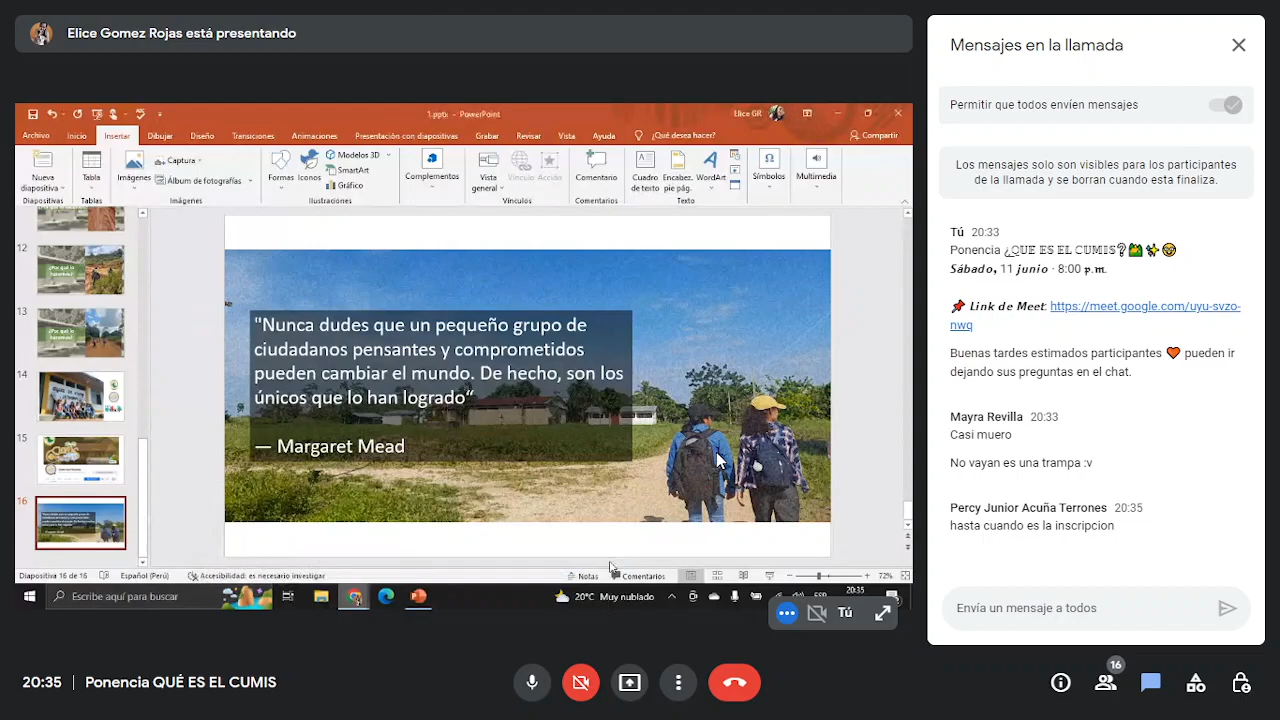 Elice Gomez Rojas está presentando
1.pptx - PowerPoint
Elice GR
Archivo Inicio Insertar Dibujar Diseño Transiciones Animaciones Presentación con diapositivas Grabar Revisar Vista Ayuda ¿Qué desea hacer? Compartir
Nueva diapositiva
Tabla
Imágenes
Captura
Álbum de fotografías
Formas
Iconos
Modelos 3D
SmartArt
Gráfico
Complementos
Vista general
Vínculo
Acción
Comentario
Cuadro de texto
Encabez. pie pág.
WordArt
Símbolos
Multimedia
Diapositivas Tablas Imágenes Ilustraciones Vínculos Comentarios Texto
12
13
14
15
16
"Nunca dudes que un pequeño grupo de
ciudadanos pensantes y comprometidos
pueden cambiar el mundo. De hecho, son los
únicos que lo han logrado“
— Margaret Mead
Diapositiva 16 de 16 Español (Perú) Accesibilidad: es necesario investigar Notas Comentarios 72%
Escribe aquí para buscar
20°C Muy nublado
ESP
20:35
Tú
20:35 | Ponencia QUÉ ES EL CUMIS
Mensajes en la llamada
Permitir que todos envíen mensajes
Los mensajes solo son visibles para los participantes
de la llamada y se borran cuando esta finaliza.
Tú 20:33
Ponencia ¿QUE ES EL CUMIS?🏕✨🤓
Sábado, 11 junio · 8:00 p.m.
📌 Link de Meet: https://meet.google.com/uyu-svzo-
nwq
Buenas tardes estimados participantes 🧡 pueden ir
dejando sus preguntas en el chat.
Mayra Revilla 20:33
Casi muero
No vayan es una trampa :v
Percy Junior Acuña Terrones 20:35
hasta cuando es la inscripcion
Envía un mensaje a todos
16